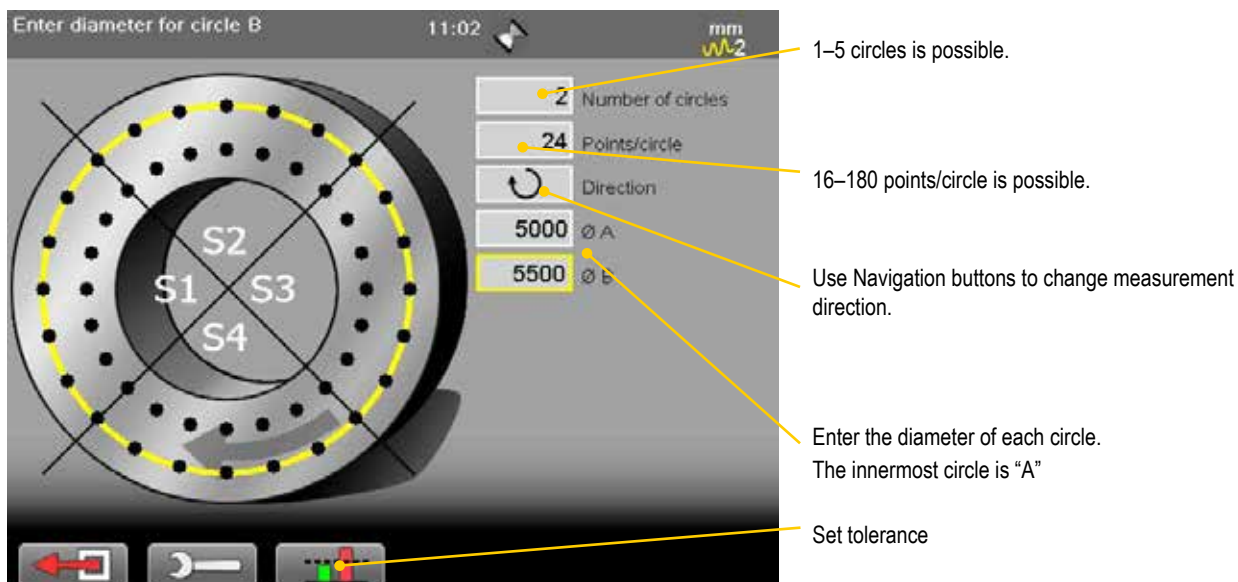 Enter diameter for circle B
11:02
mm
2
2 Number of circles
24 Points/circle
Direction
5000 Ø A
5500 Ø B
S2
S1 S3
S4
1–5 circles is possible.
16–180 points/circle is possible.
Use Navigation buttons to change measurement
direction.
Enter the diameter of each circle.
The innermost circle is “A”
Set tolerance